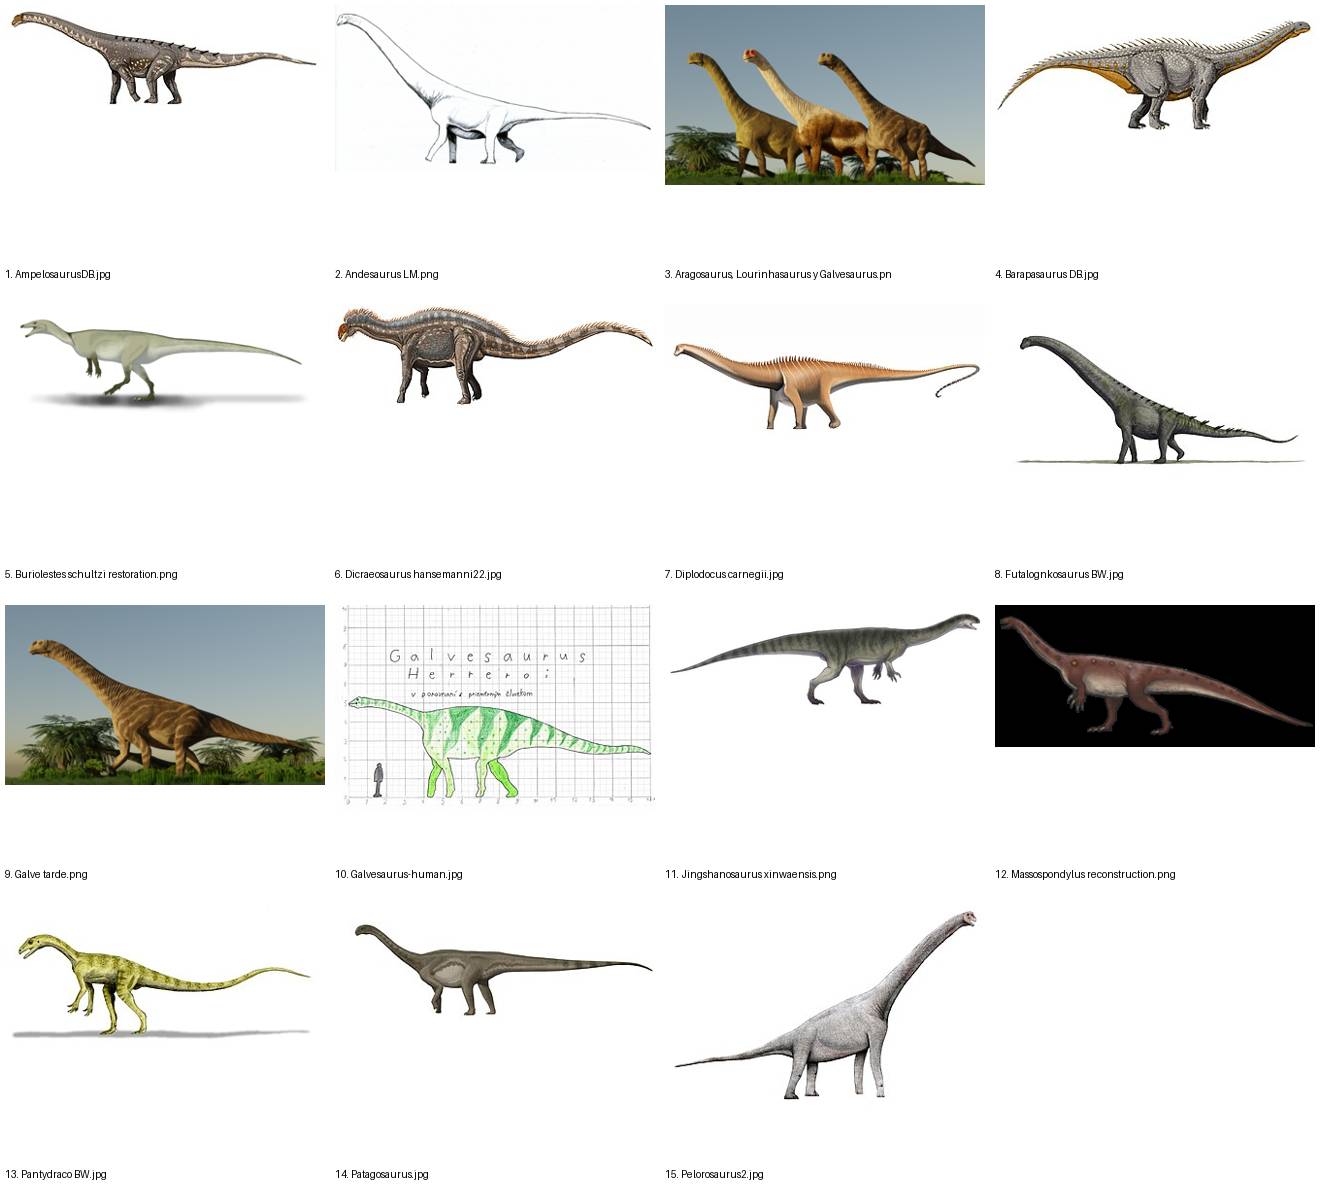 1. AmpelosaurusDB.jpg
2. Andesaurus LM.png
3. Aragosaurus, Lourinhasaurus y Galvesaurus.pn
4. Barapasaurus DB.jpg
5. Buriolestes schultzi restoration.png
6. Dicraeosaurus hansemanni22.jpg
7. Diplodocus carnegii.jpg
8. Futalognkosaurus BW.jpg
Galvesaurus
Herreroi
v porovnání s průměrným člověkem
9. Galve tarde.png
10. Galvesaurus-human.jpg
11. Jingshanosaurus xinwaensis.png
12. Massospondylus reconstruction.png
13. Pantydraco BW.jpg
14. Patagosaurus.jpg
15. Pelorosaurus2.jpg